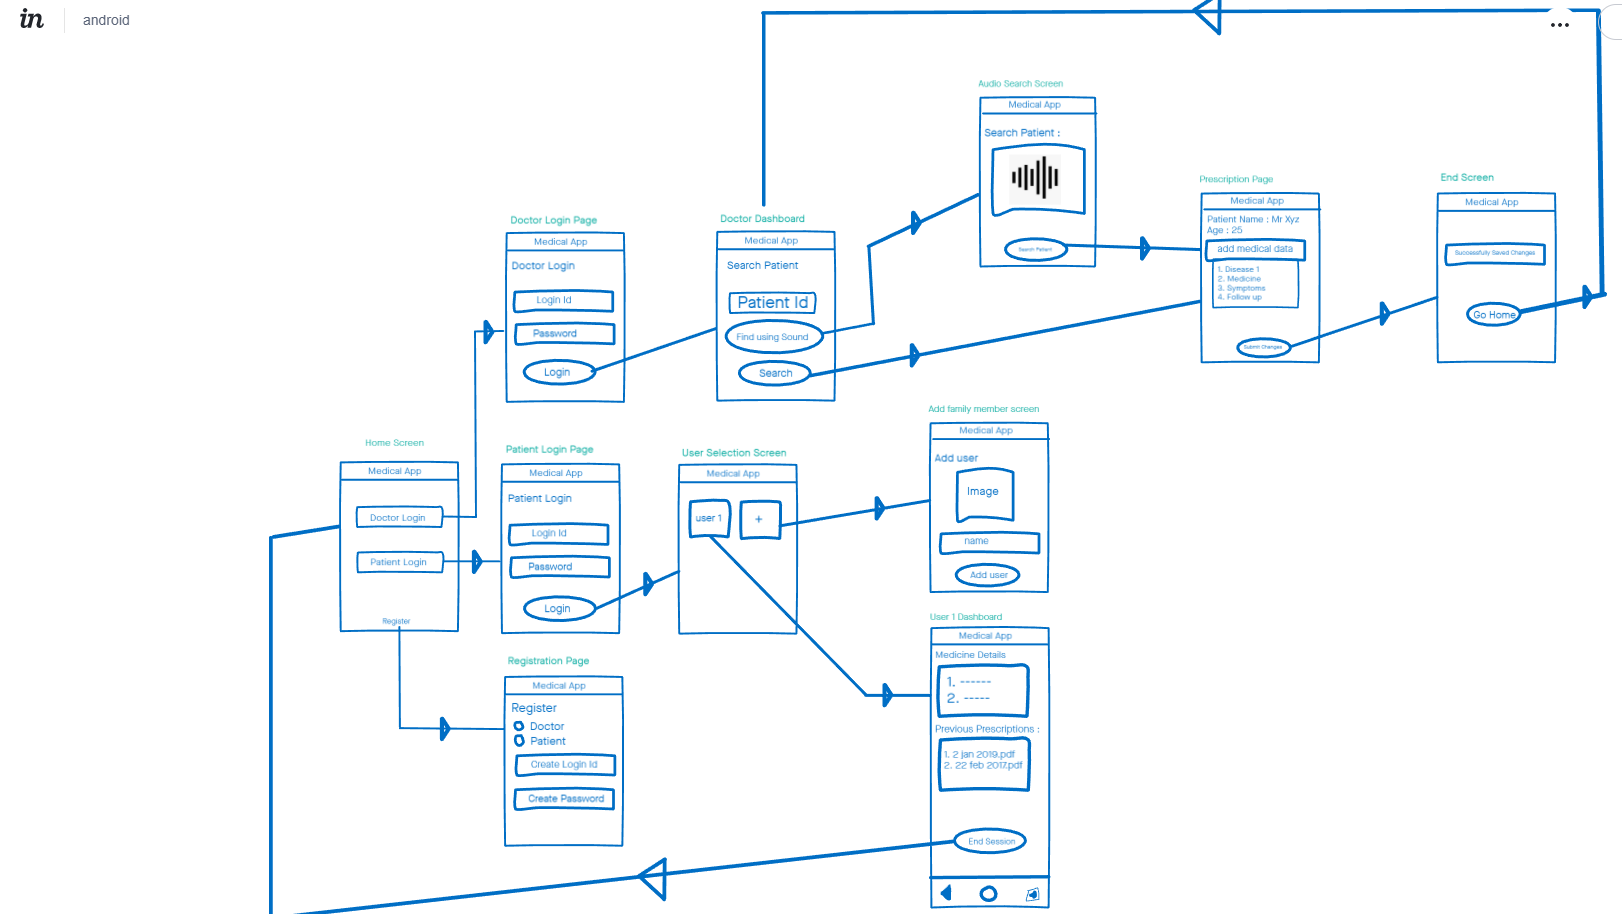 in
android
Audio Search Screen
Medical App
Search Patient :
Search Patient
Prescription Page
Medical App
Patient Name : Mr Xyz
Age : 25
add medical data
1. Disease 1
2. Medicine
3. Symptoms
4. Follow up
Submit Changes
End Screen
Medical App
Successfully Saved Changes
Go Home
Doctor Login Page
Medical App
Doctor Login
Login Id
Password
Login
Doctor Dashboard
Medical App
Search Patient
Patient Id
Find using Sound
Search
Home Screen
Medical App
Doctor Login
Patient Login
Register
Patient Login Page
Medical App
Patient Login
Login Id
Password
Login
User Selection Screen
Medical App
user 1
+
Add family member screen
Medical App
Add user
Image
name
Add user
Registration Page
Medical App
Register
Doctor
Patient
Create Login Id
Create Password
User 1 Dashboard
Medical App
Medicine Details
1. ------
2. -----
Previous Prescriptions :
1. 2 jan 2019.pdf
2. 22 feb 2017.pdf
End Session